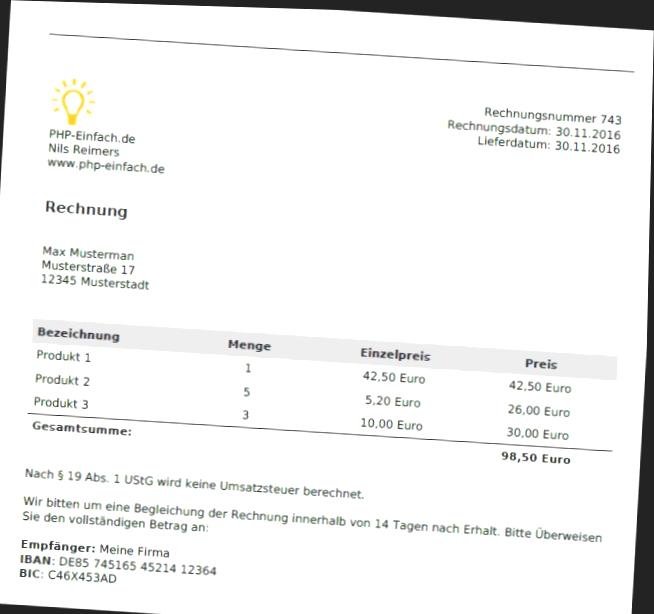 Rechnungsnummer 743
Rechnungsdatum: 30.11.2016
Lieferdatum: 30.11.2016
PHP-Einfach.de
Nils Reimers
www.php-einfach.de
Rechnung
Max Musterman
Musterstraße 17
12345 Musterstadt
Bezeichnung Menge Einzelpreis Preis
Produkt 1 1 42,50 Euro 42,50 Euro
Produkt 2 5 5,20 Euro 26,00 Euro
Produkt 3 3 10,00 Euro 30,00 Euro
Gesamtsumme: 98,50 Euro
Nach § 19 Abs. 1 UStG wird keine Umsatzsteuer berechnet.
Wir bitten um eine Begleichung der Rechnung innerhalb von 14 Tagen nach Erhalt. Bitte Überweisen
Sie den vollständigen Betrag an:
Empfänger: Meine Firma
IBAN: DE85 745165 45214 12364
BIC: C46X453AD